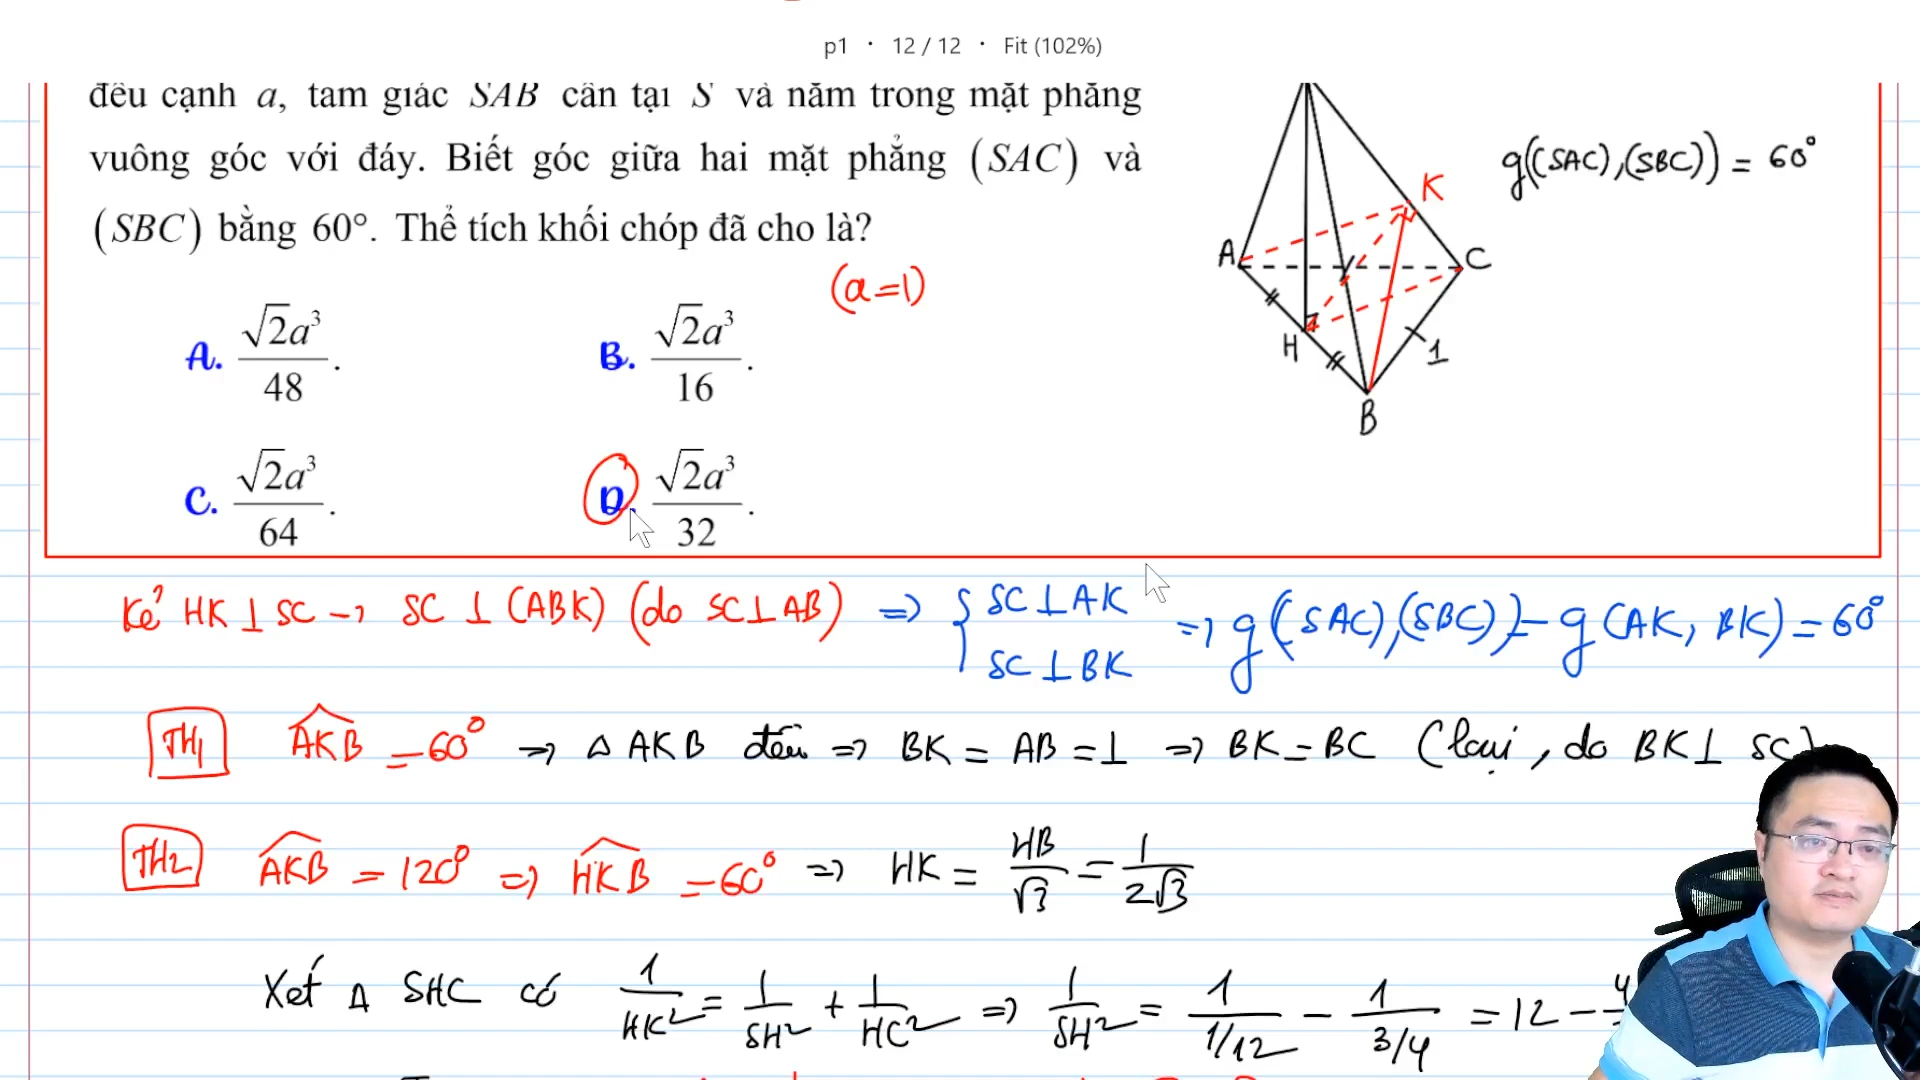 p1 · 12 / 12 · Fit (102%)
đều cạnh a, tam giác SAB cân tại S và nằm trong mặt phẳng
vuông góc với đáy. Biết góc giữa hai mặt phẳng (SAC) và
(SBC) bằng 60°. Thể tích khối chóp đã cho là?
(a=1)
A. √2a³/48.
B. √2a³/16.
C. √2a³/64.
D. √2a³/32.
g((SAC),(SBC)) = 60°
K
A
C
H
1
B
Kẻ HK⊥SC → SC ⊥ (ABK) (do SC⊥AB) => { SC⊥AK
SC⊥BK => g((SAC),(SBC)) = g(AK, BK) = 60°
TH1 AKB = 60° => △AKB đều => BK = AB = 1 => BK = BC (loại, do BK⊥SC)
TH2 AKB = 120° => HKB = 60° => HK = HB/√3 = 1/2√3
Xét △ SHC có 1/HK² = 1/SH² + 1/HC² => 1/SH² = 1/1/12 - 1/3/4 = 12 - 4